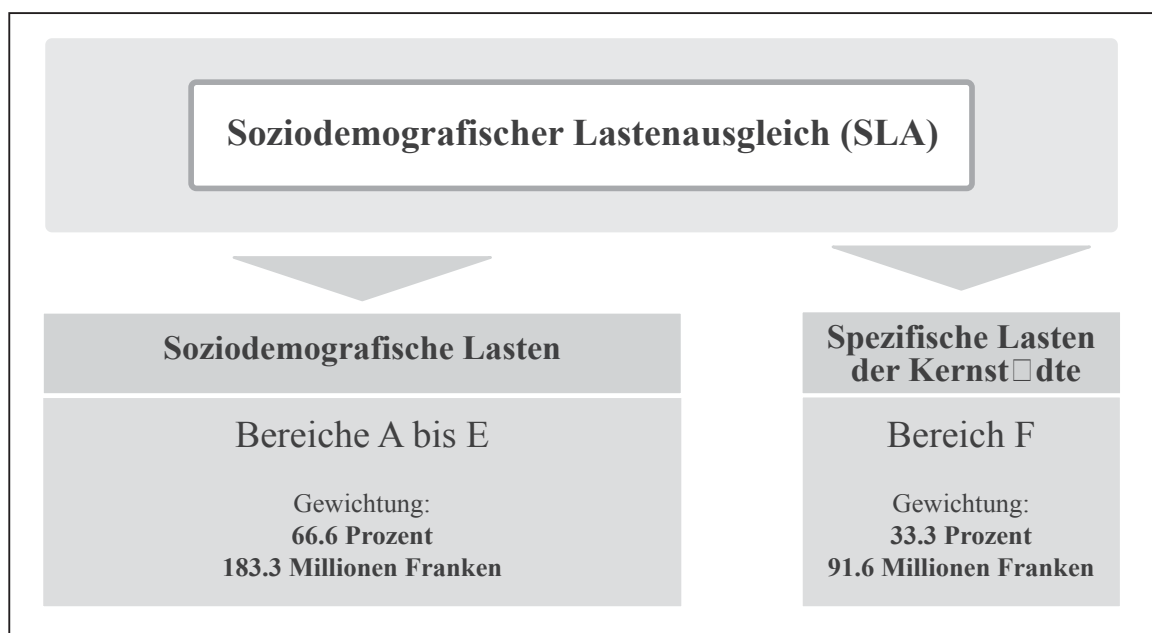 Soziodemografischer Lastenausgleich (SLA)
Soziodemografische Lasten
Bereiche A bis E
Gewichtung:
66.6 Prozent
183.3 Millionen Franken
Spezifische Lasten
der Kernst□dte
Bereich F
Gewichtung:
33.3 Prozent
91.6 Millionen Franken